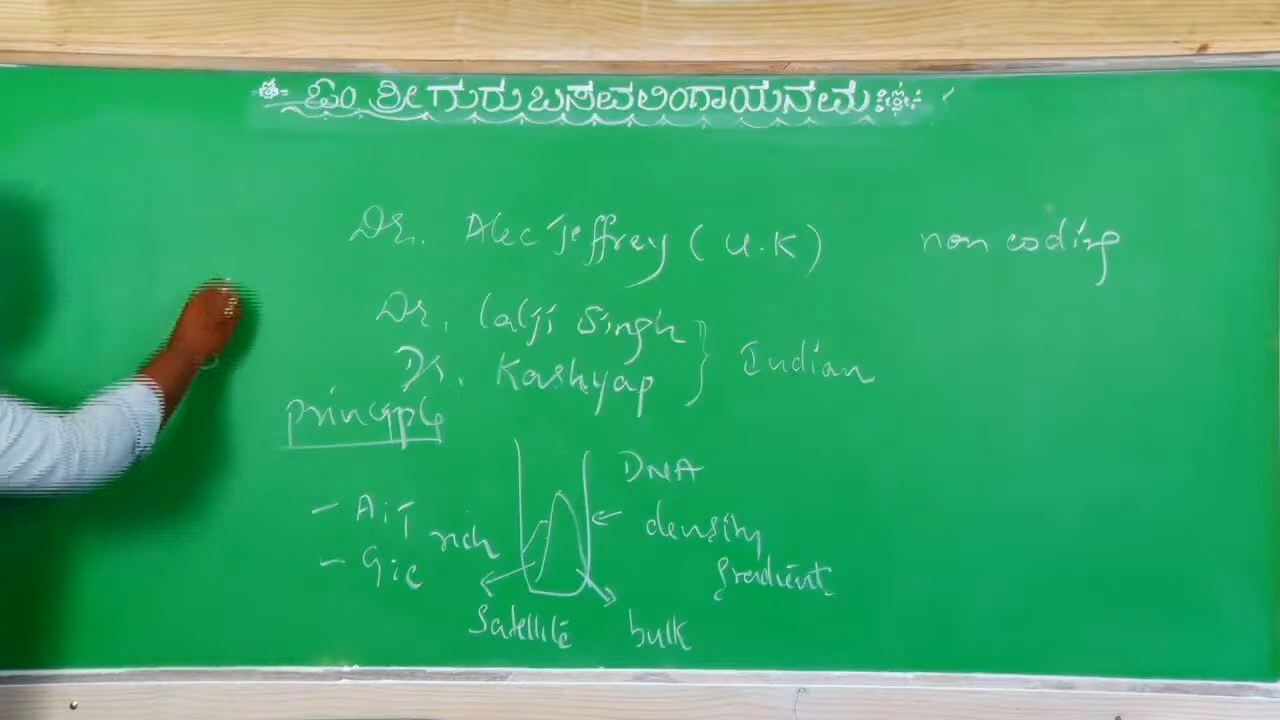 ಓಂ ಶ್ರೀ ಗುರುಬಸವಲಿಂಗಾಯನಮಃ
Dr. Alec Jeffrey (U.K) non coding
Dr. Lalji Singh
Dr. Kashyap } Indian
Principle
DNA
- A:T rich ← density
- G:C gradient
Satellite bulk